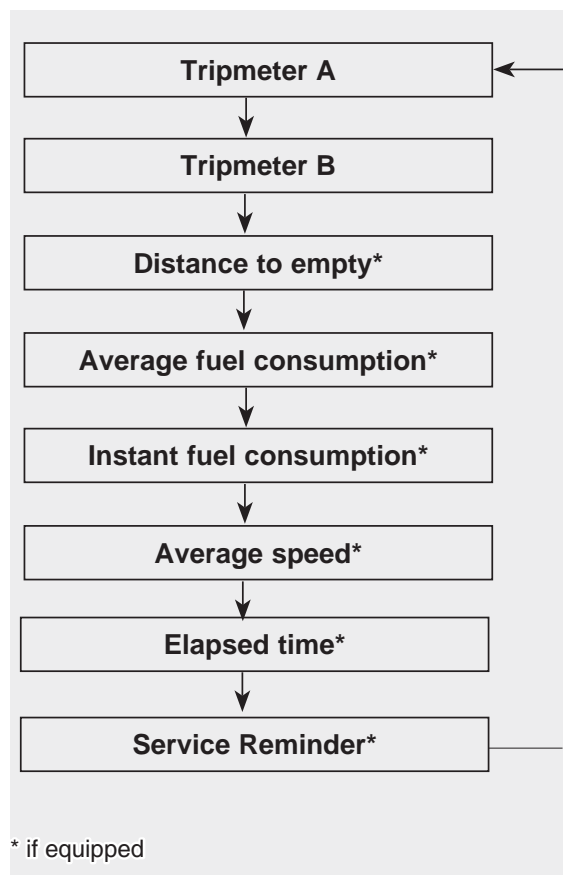 Tripmeter A
Tripmeter B
Distance to empty*
Average fuel consumption*
Instant fuel consumption*
Average speed*
Elapsed time*
Service Reminder*
* if equipped